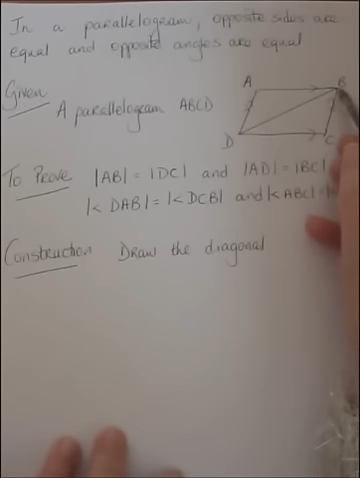 In a parallelogram, opposite sides are
equal and opposite angles are equal
Given
A parallelogram ABCD
A
B
D
C
To Prove |AB| = |DC| and |AD| = |BC|
|< DAB| = |< DCB| and |< ABC| =
Construction Draw the diagonal